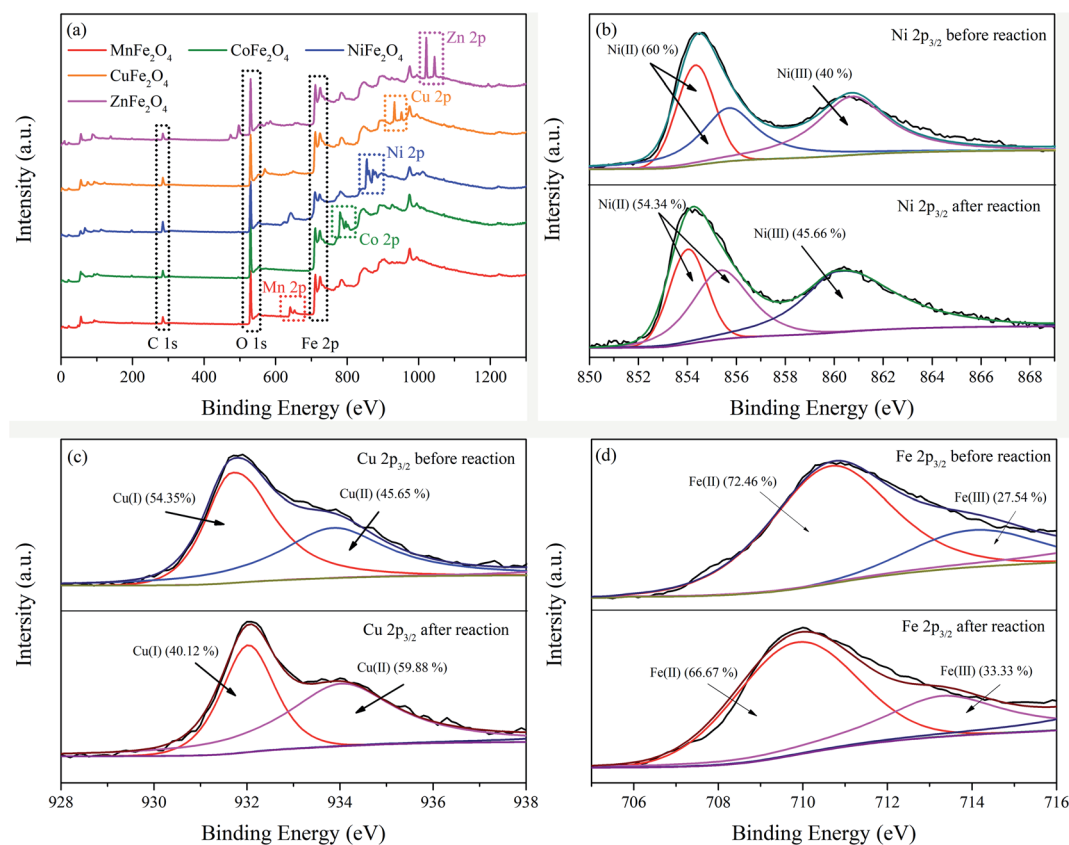 (a)
Zn 2p
MnFe2O4
CoFe2O4
NiFe2O4
CuFe2O4
ZnFe2O4
Cu 2p
Ni 2p
Co 2p
Mn 2p
C 1s
O 1s
Fe 2p
Intensity (a.u.)
0 200 400 600 800 1000 1200
Binding Energy (eV)
(b)
Ni 2p3/2 before reaction
Ni(II) (60 %)
Ni(III) (40 %)
Ni 2p3/2 after reaction
Ni(II) (54.34 %)
Ni(III) (45.66 %)
Intensity (a.u.)
850 852 854 856 858 860 862 864 866 868
Binding Energy (eV)
(c)
Cu 2p3/2 before reaction
Cu(I) (54.35%)
Cu(II) (45.65 %)
Cu 2p3/2 after reaction
Cu(I) (40.12 %)
Cu(II) (59.88 %)
Intensity (a.u.)
928 930 932 934 936 938
Binding Energy (eV)
(d)
Fe 2p3/2 before reaction
Fe(II) (72.46 %)
Fe(III) (27.54 %)
Fe 2p3/2 after reaction
Fe(II) (66.67 %)
Fe(III) (33.33 %)
Intensity (a.u.)
706 708 710 712 714 716
Binding Energy (eV)